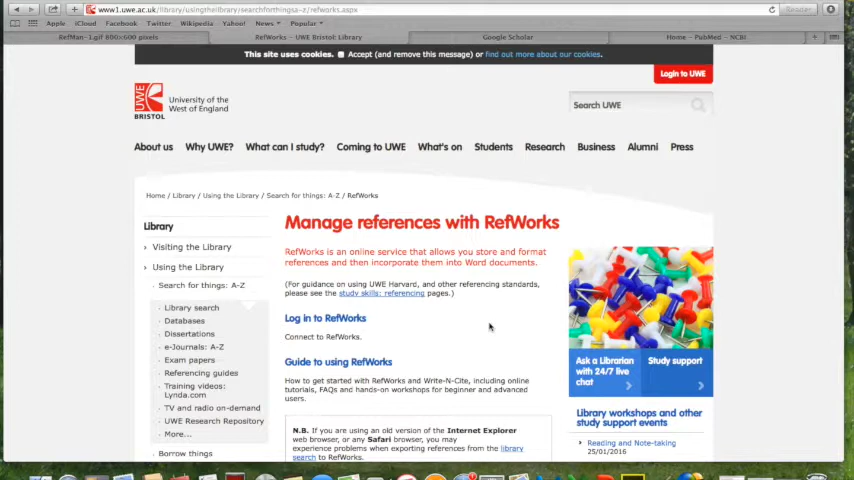 www1.uwe.ac.uk/library/usingthelibrary/searchforthingsa-z/refworks.aspx
Reader
Apple iCloud Facebook Twitter Wikipedia Yahoo! News Popular
RefMan-1.gif 800×600 pixels RefWorks - UWE Bristol: Library Google Scholar Home - PubMed - NCBI
This site uses cookies. Accept (and remove this message) or find out more about our cookies.
Login to UWE
UWE BRISTOL
University of the
West of England
Search UWE
About us Why UWE? What can I study? Coming to UWE What's on Students Research Business Alumni Press
Home / Library / Using the Library / Search for things: A-Z / RefWorks
Library
Visiting the Library
Using the Library
Search for things: A-Z
Library search
Databases
Dissertations
e-Journals: A-Z
Exam papers
Referencing guides
Training videos:
Lynda.com
TV and radio on-demand
UWE Research Repository
More...
Borrow things
Manage references with RefWorks
RefWorks is an online service that allows you store and format
references and then incorporate them into Word documents.
(For guidance on using UWE Harvard, and other referencing standards,
please see the study skills: referencing pages.)
Log in to RefWorks
Connect to RefWorks.
Guide to using RefWorks
How to get started with RefWorks and Write-N-Cite, including online
tutorials, FAQs and hands-on workshops for beginner and advanced
users.
N.B. If you are using an old version of the Internet Explorer
web browser, or any Safari browser, you may
experience problems when exporting references from the library
search to RefWorks.
Ask a Librarian
with 24/7 live
chat
Study support
Library workshops and other
study support events
Reading and Note-taking
25/01/2016